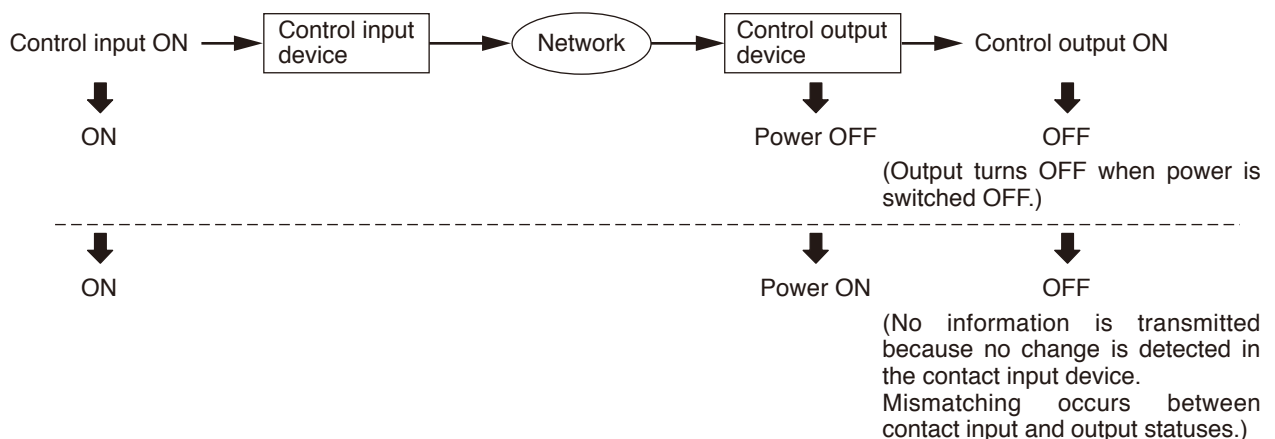 Control input ON
Control input
device
Network
Control output
device
Control output ON
ON
Power OFF
OFF
(Output turns OFF when power is
switched OFF.)
ON
Power ON
OFF
(No information is transmitted
because no change is detected in
the contact input device.
Mismatching occurs between
contact input and output statuses.)